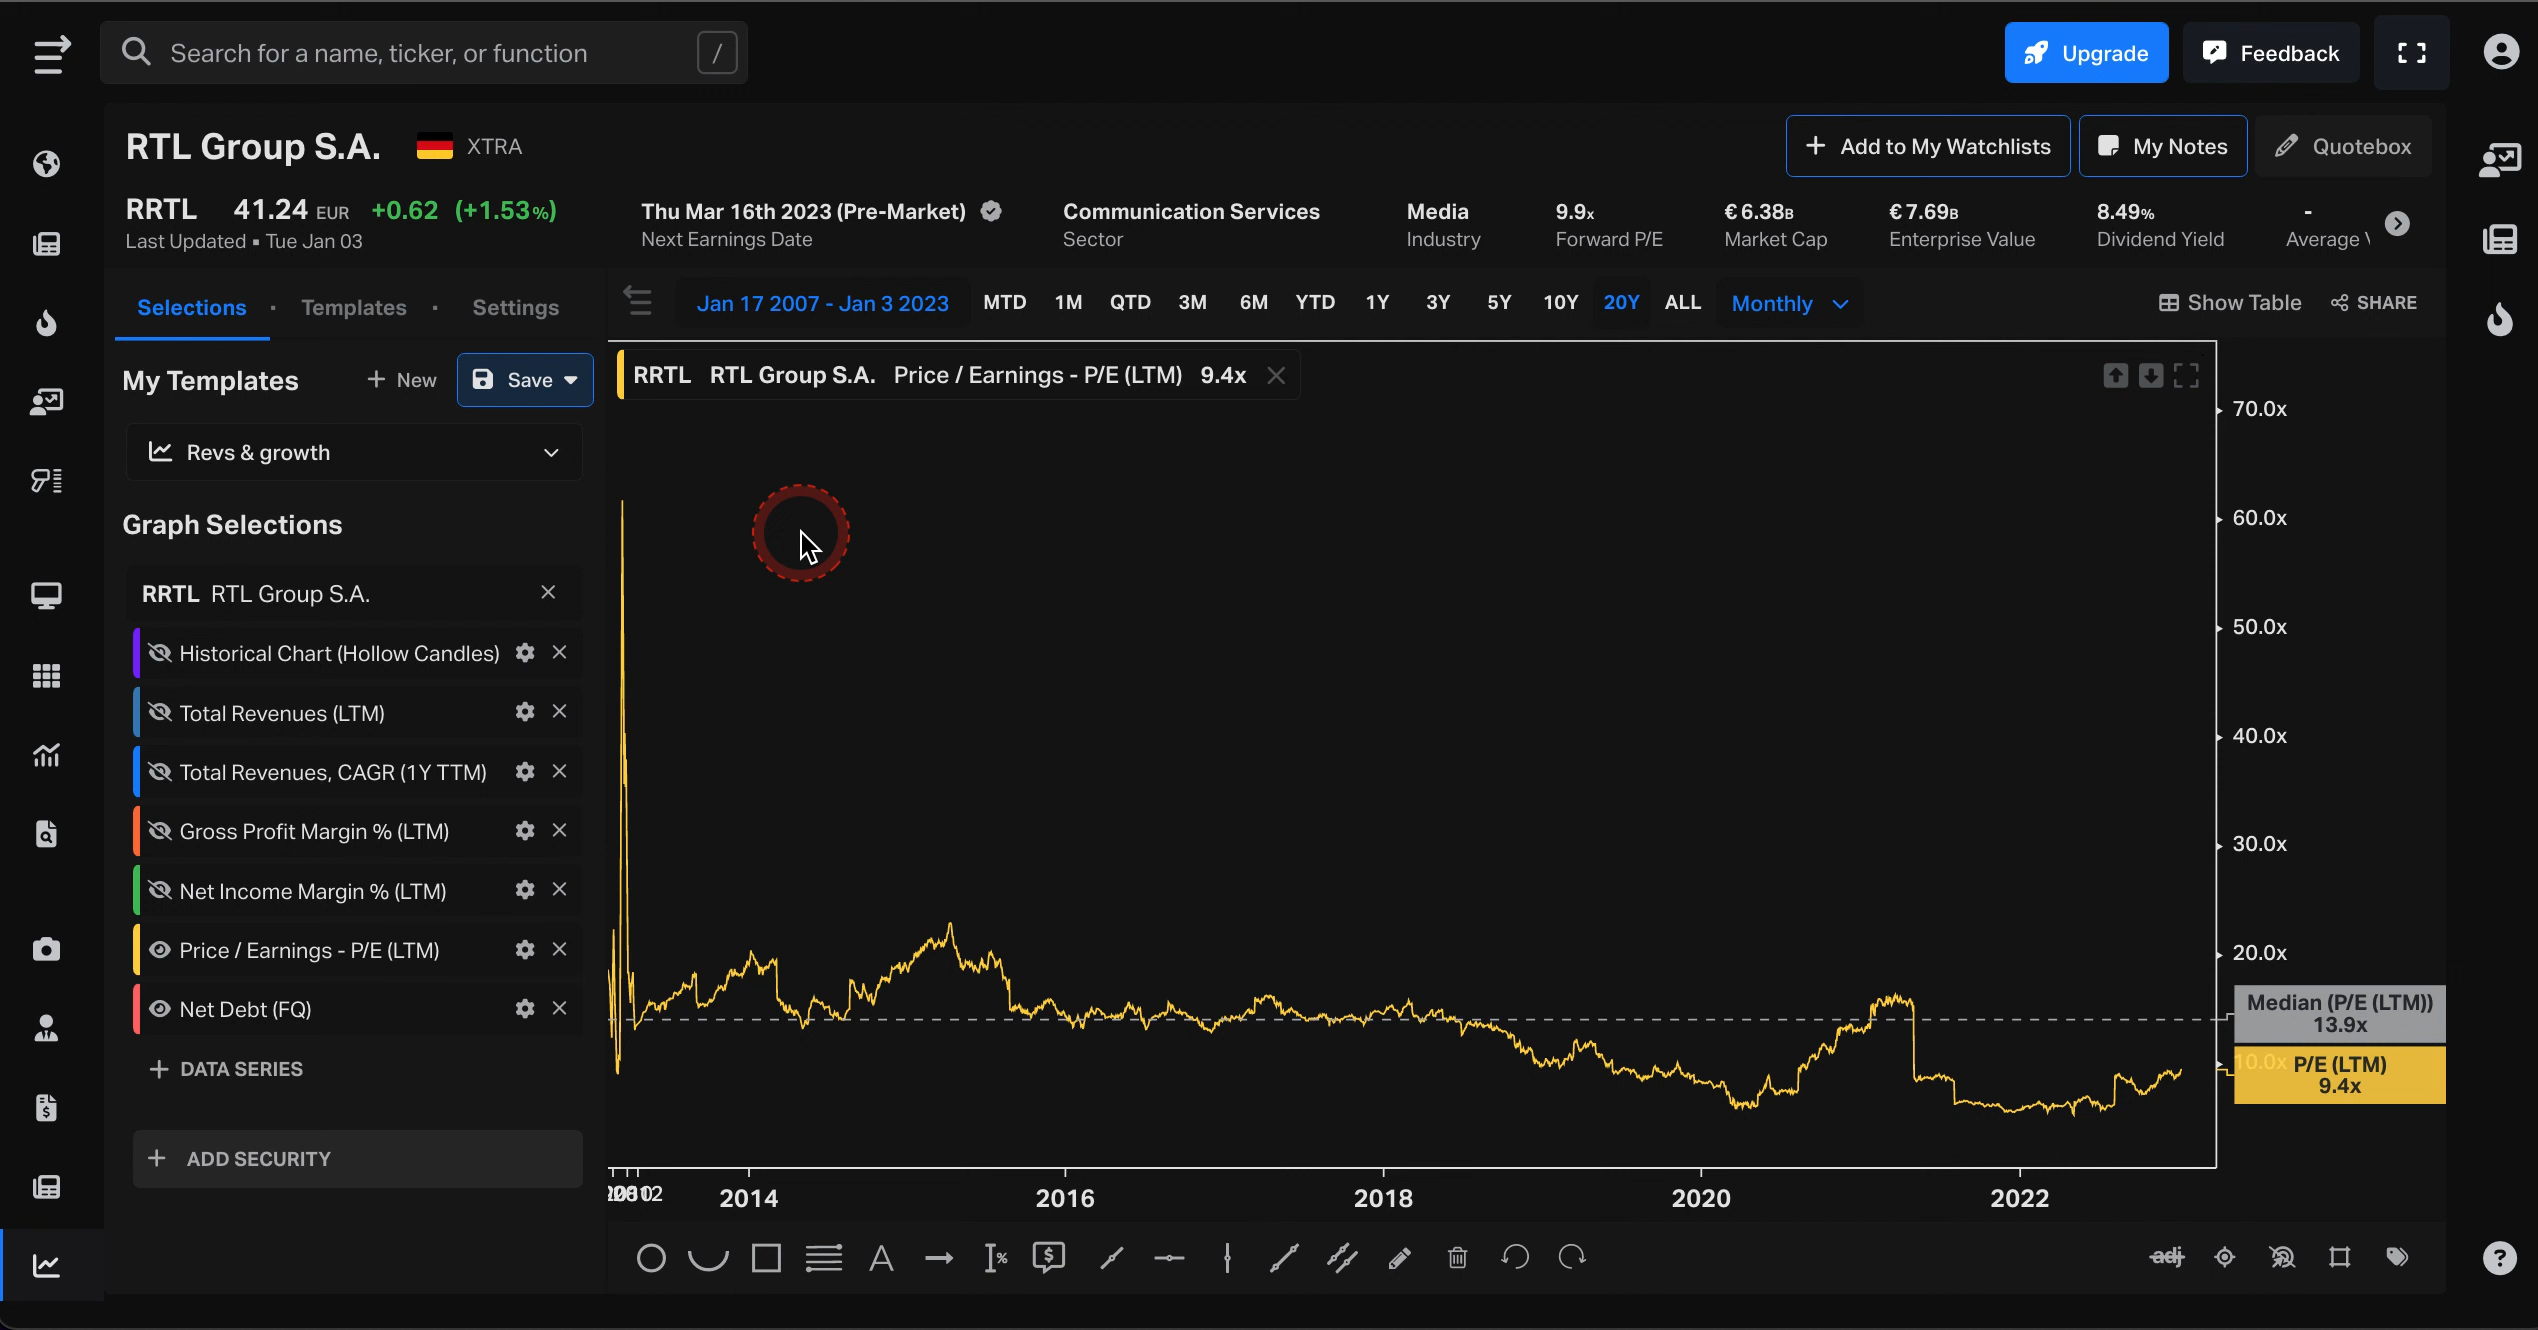 Search for a name, ticker, or function /
Upgrade
Feedback
RTL Group S.A. XTRA
+ Add to My Watchlists
My Notes
Quotebox
RRTL 41.24 EUR +0.62 (+1.53%)
Last Updated ▪ Tue Jan 03
Thu Mar 16th 2023 (Pre-Market)
Next Earnings Date
Communication Services
Sector
Media
Industry
9.9x
Forward P/E
€6.38B
Market Cap
€7.69B
Enterprise Value
8.49%
Dividend Yield
-
Average
Selections · Templates · Settings
Jan 17 2007 - Jan 3 2023 MTD 1M QTD 3M 6M YTD 1Y 3Y 5Y 10Y 20Y ALL Monthly
Show Table
SHARE
My Templates
+ New
Save
Revs & growth
Graph Selections
RRTL RTL Group S.A.
Historical Chart (Hollow Candles)
Total Revenues (LTM)
Total Revenues, CAGR (1Y TTM)
Gross Profit Margin % (LTM)
Net Income Margin % (LTM)
Price / Earnings - P/E (LTM)
Net Debt (FQ)
+ DATA SERIES
+ ADD SECURITY
RRTL RTL Group S.A. Price / Earnings - P/E (LTM) 9.4x
70.0x
60.0x
50.0x
40.0x
30.0x
20.0x
Median (P/E (LTM))
13.9x
10.0x
P/E (LTM)
9.4x
2014 2016 2018 2020 2022
A
%
$
adj
?